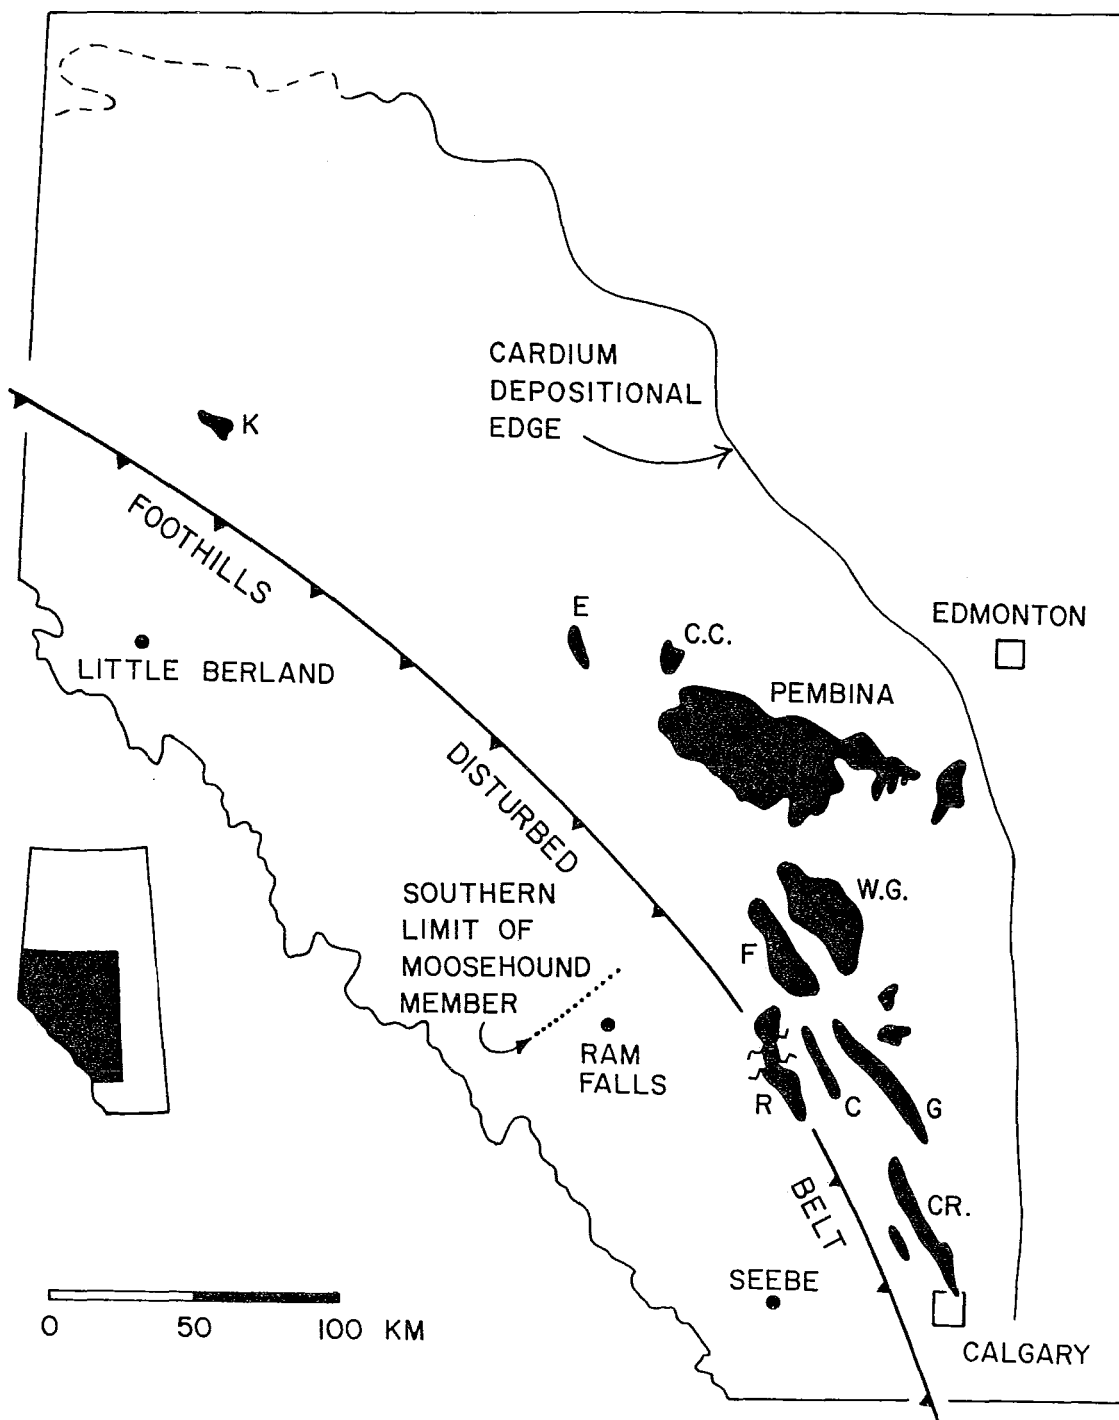 CARDIUM
DEPOSITIONAL
EDGE
K
FOOTHILLS
E
C.C.
EDMONTON
LITTLE BERLAND
PEMBINA
DISTURBED
W.G.
SOUTHERN
LIMIT OF
MOOSEHOUND
MEMBER
F
RAM
FALLS
R
C
G
BELT
CR.
SEEBE
0 50 100 KM
CALGARY